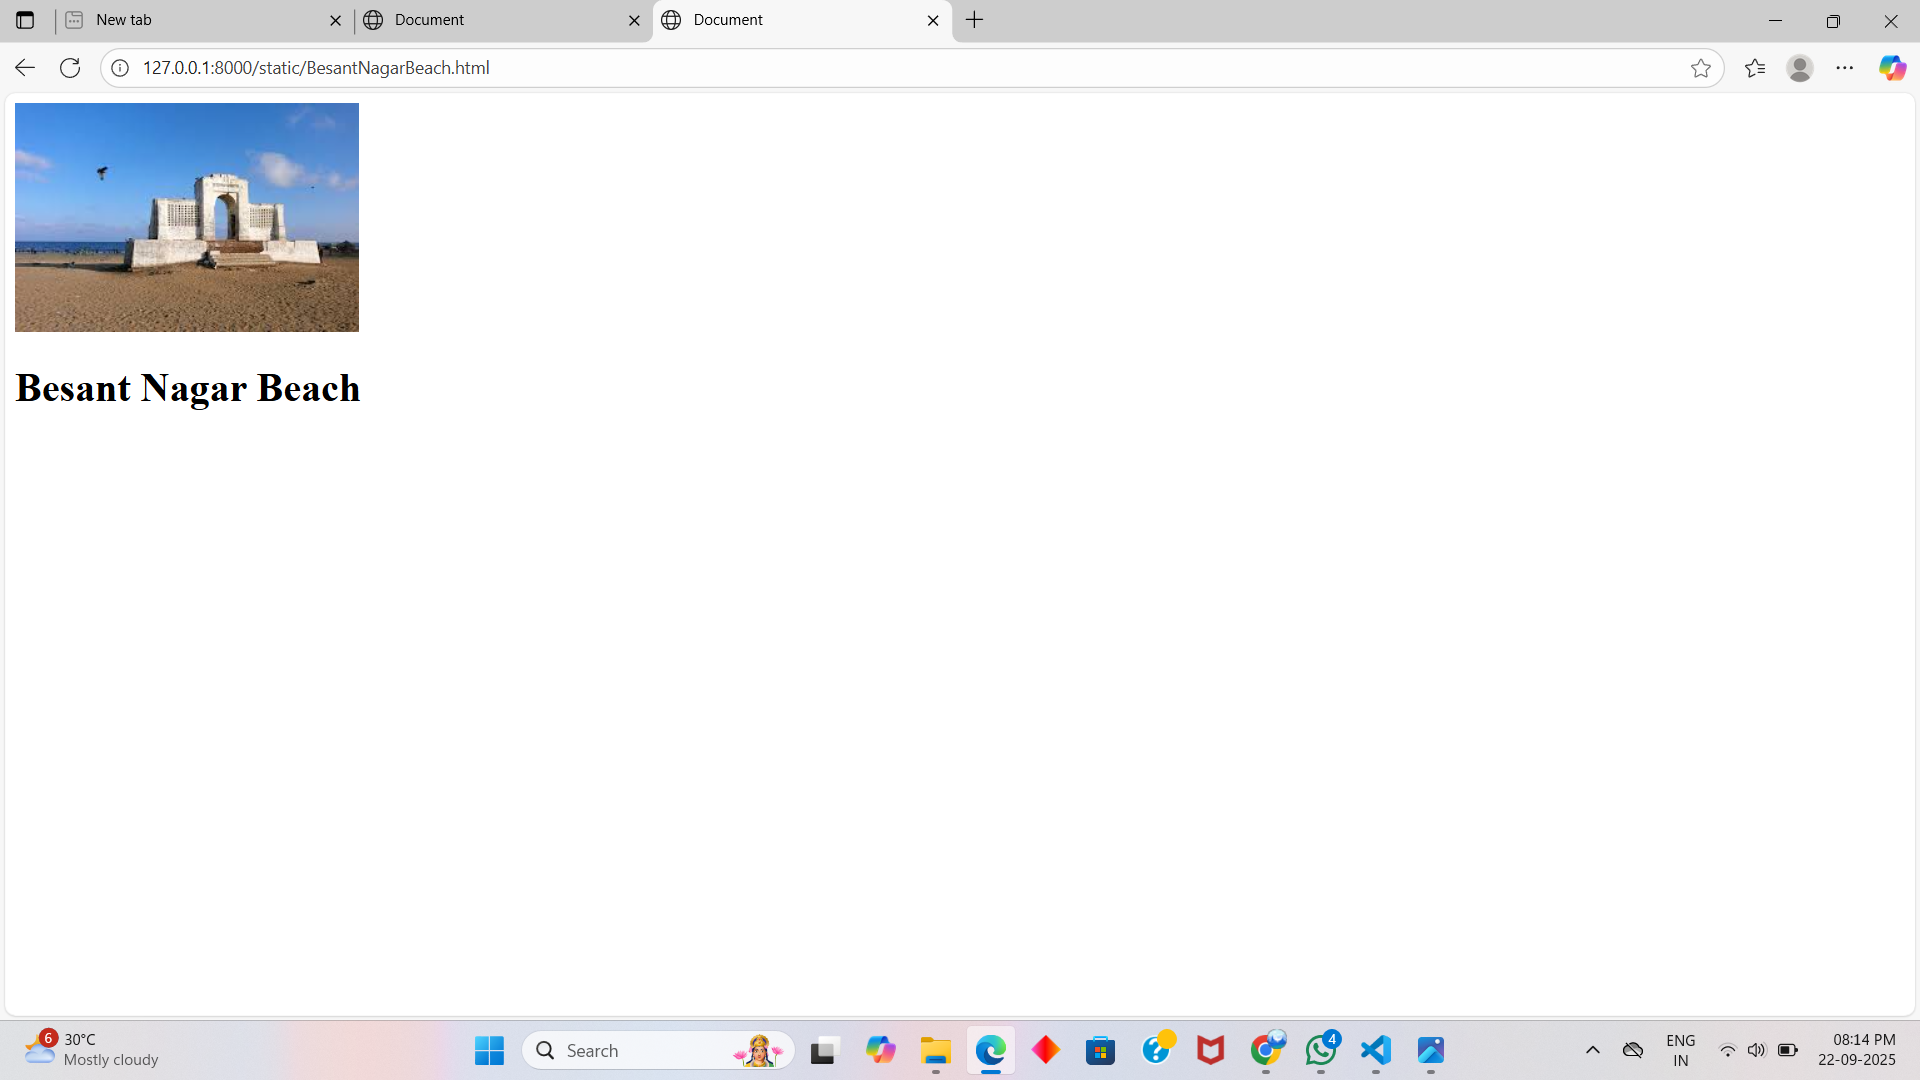 New tab
Document
Document
127.0.0.1:8000/static/BesantNagarBeach.html
Besant Nagar Beach
6
30°C
Mostly cloudy
Search
4
ENG
IN
08:14 PM
22-09-2025